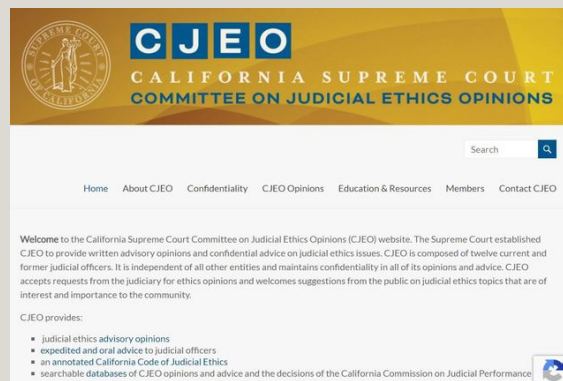 SUPREME COURT
OF CALIFORNIA
CJEO
CALIFORNIA SUPREME COURT
COMMITTEE ON JUDICIAL ETHICS OPINIONS
Search
Home About CJEO Confidentiality CJEO Opinions Education & Resources Members Contact CJEO
Welcome to the California Supreme Court Committee on Judicial Ethics Opinions (CJEO) website. The Supreme Court established
CJEO to provide written advisory opinions and confidential advice on judicial ethics issues. CJEO is composed of twelve current and
former judicial officers. It is independent of all other entities and maintains confidentiality in all of its opinions and advice. CJEO
accepts requests from the judiciary for ethics opinions and welcomes suggestions from the public on judicial ethics topics that are of
interest and importance to the community.
CJEO provides:
judicial ethics advisory opinions
expedited and oral advice to judicial officers
an annotated California Code of Judicial Ethics
searchable databases of CJEO opinions and advice and the decisions of the California Commission on Judicial Performance